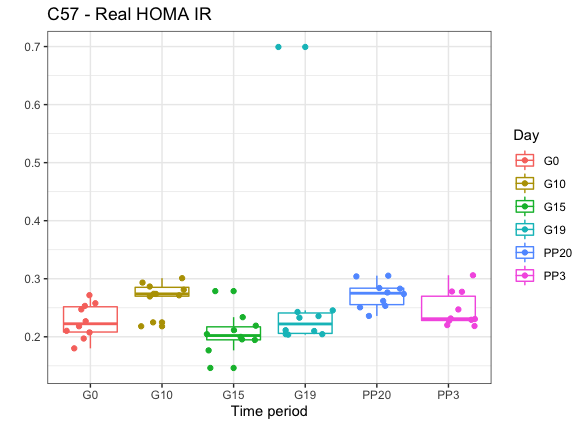 C57 - Real HOMA IR
0.7
0.6
0.5
0.4
0.3
0.2
G0 G10 G15 G19 PP20 PP3
Time period
Day
G0
G10
G15
G19
PP20
PP3